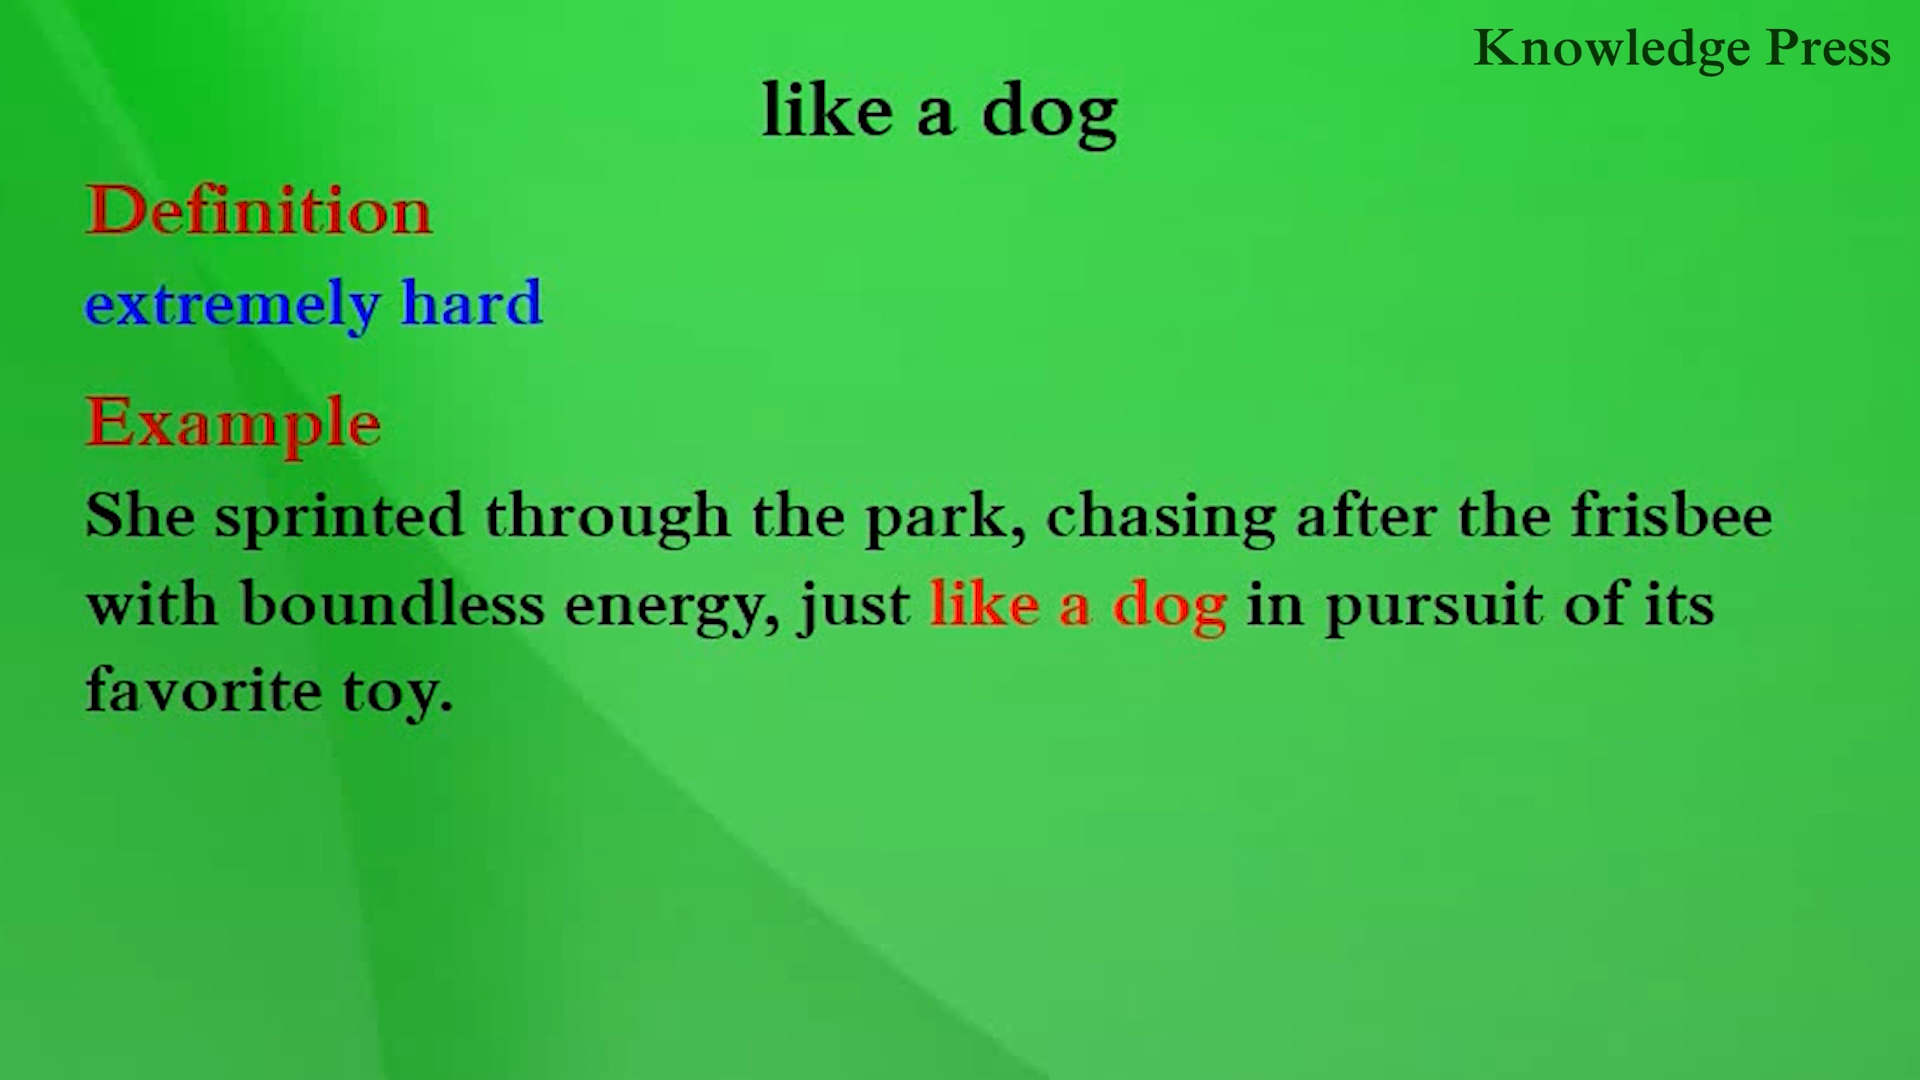 Knowledge Press
like a dog
Definition
extremely hard
Example
She sprinted through the park, chasing after the frisbee
with boundless energy, just like a dog in pursuit of its
favorite toy.